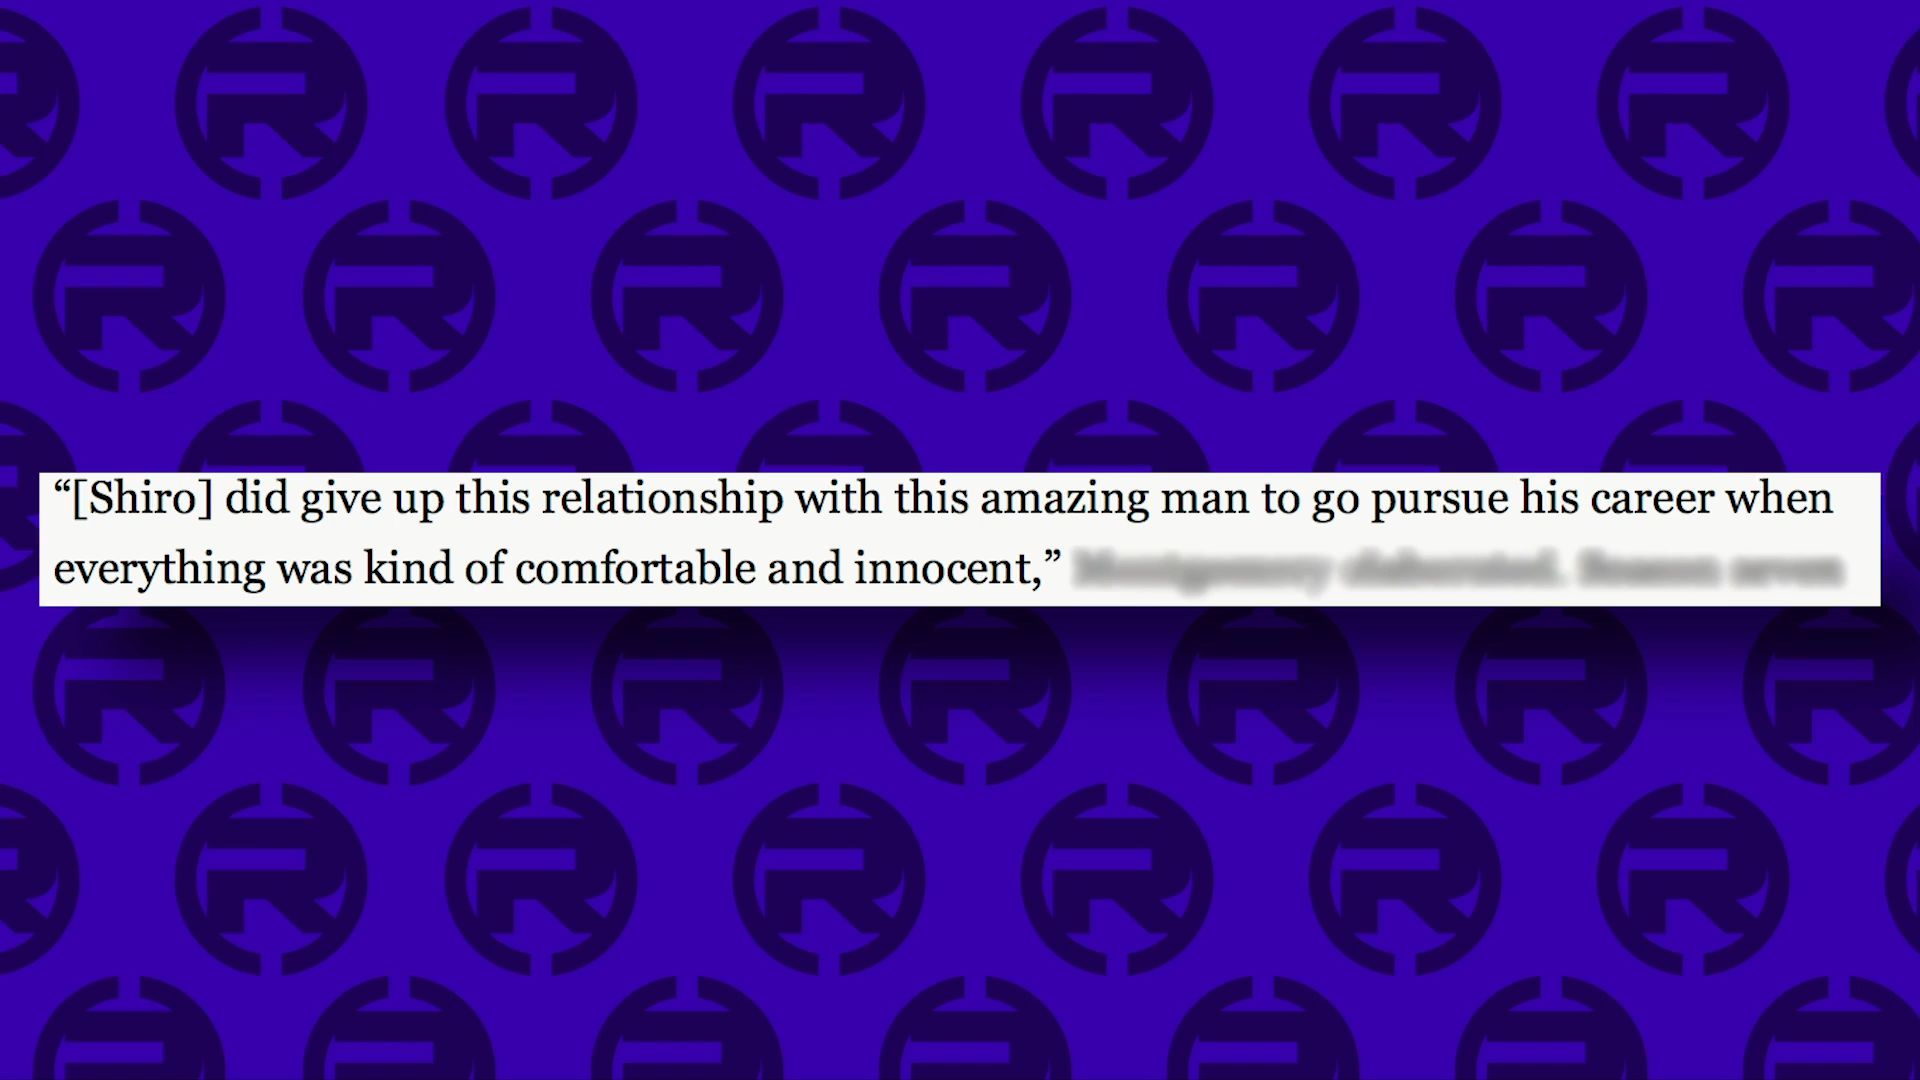 “[Shiro] did give up this relationship with this amazing man to go pursue his career when
everything was kind of comfortable and innocent,”